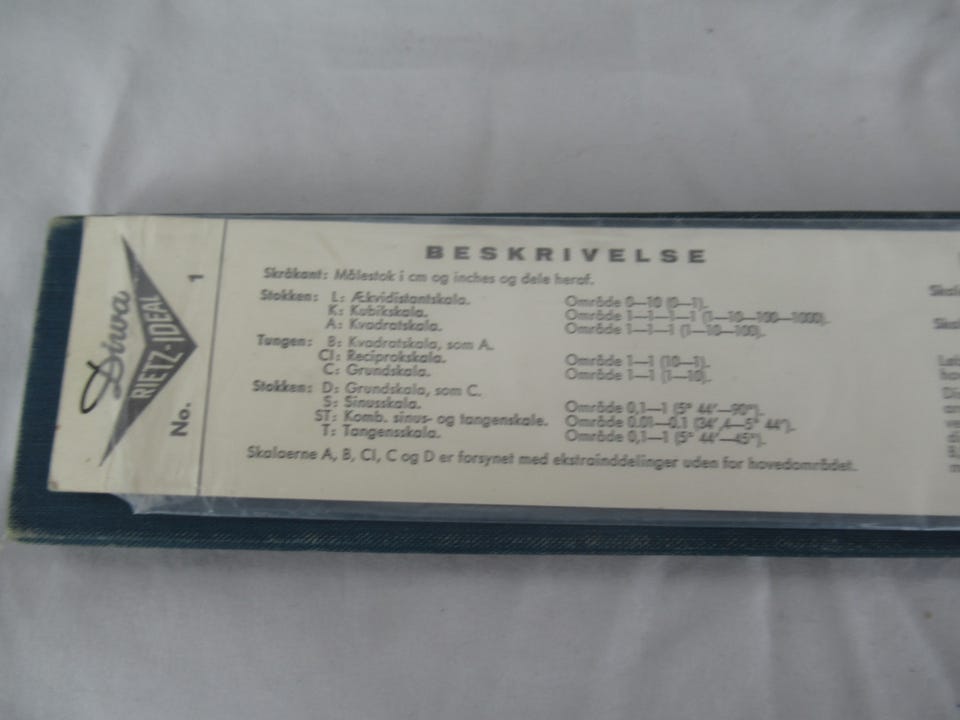 Diwa
RIETZ-IDEAL
No. 1
BESKRIVELSE
Skråkant: Målestok i cm og inches og dele heraf.
Stokken: L: Ækvidistantskala. Område 0—10 (0—1).
K: Kubikskala. Område 1—1—1—1 (1—10—100—1000).
A: Kvadratskala. Område 1—1—1 (1—10—100).
Tungen: B: Kvadratskala, som A.
CI: Reciprokskala. Område 1—1 (10—1).
C: Grundskala. Område 1—1 (1—10).
Stokken: D: Grundskala, som C.
S: Sinusskala. Område 0,1—1 (5° 44'—90°).
ST: Komb. sinus- og tangenskale. Område 0.01—0.1 (34',4—5° 44').
T: Tangensskala. Område 0,1—1 (5° 44'—45°).
Skalaerne A, B, CI, C og D er forsynet med ekstrainddelinger uden for hovedområdet.